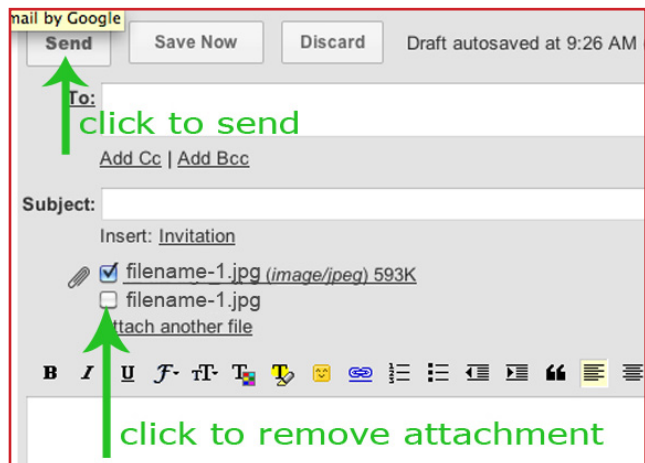 mail by Google
Send Save Now Discard Draft autosaved at 9:26 AM
To:
click to send
Add Cc | Add Bcc
Subject:
Insert: Invitation
filename-1.jpg (image/jpeg) 593K
filename-1.jpg
ttach another file
B I U F TT T T
click to remove attachment